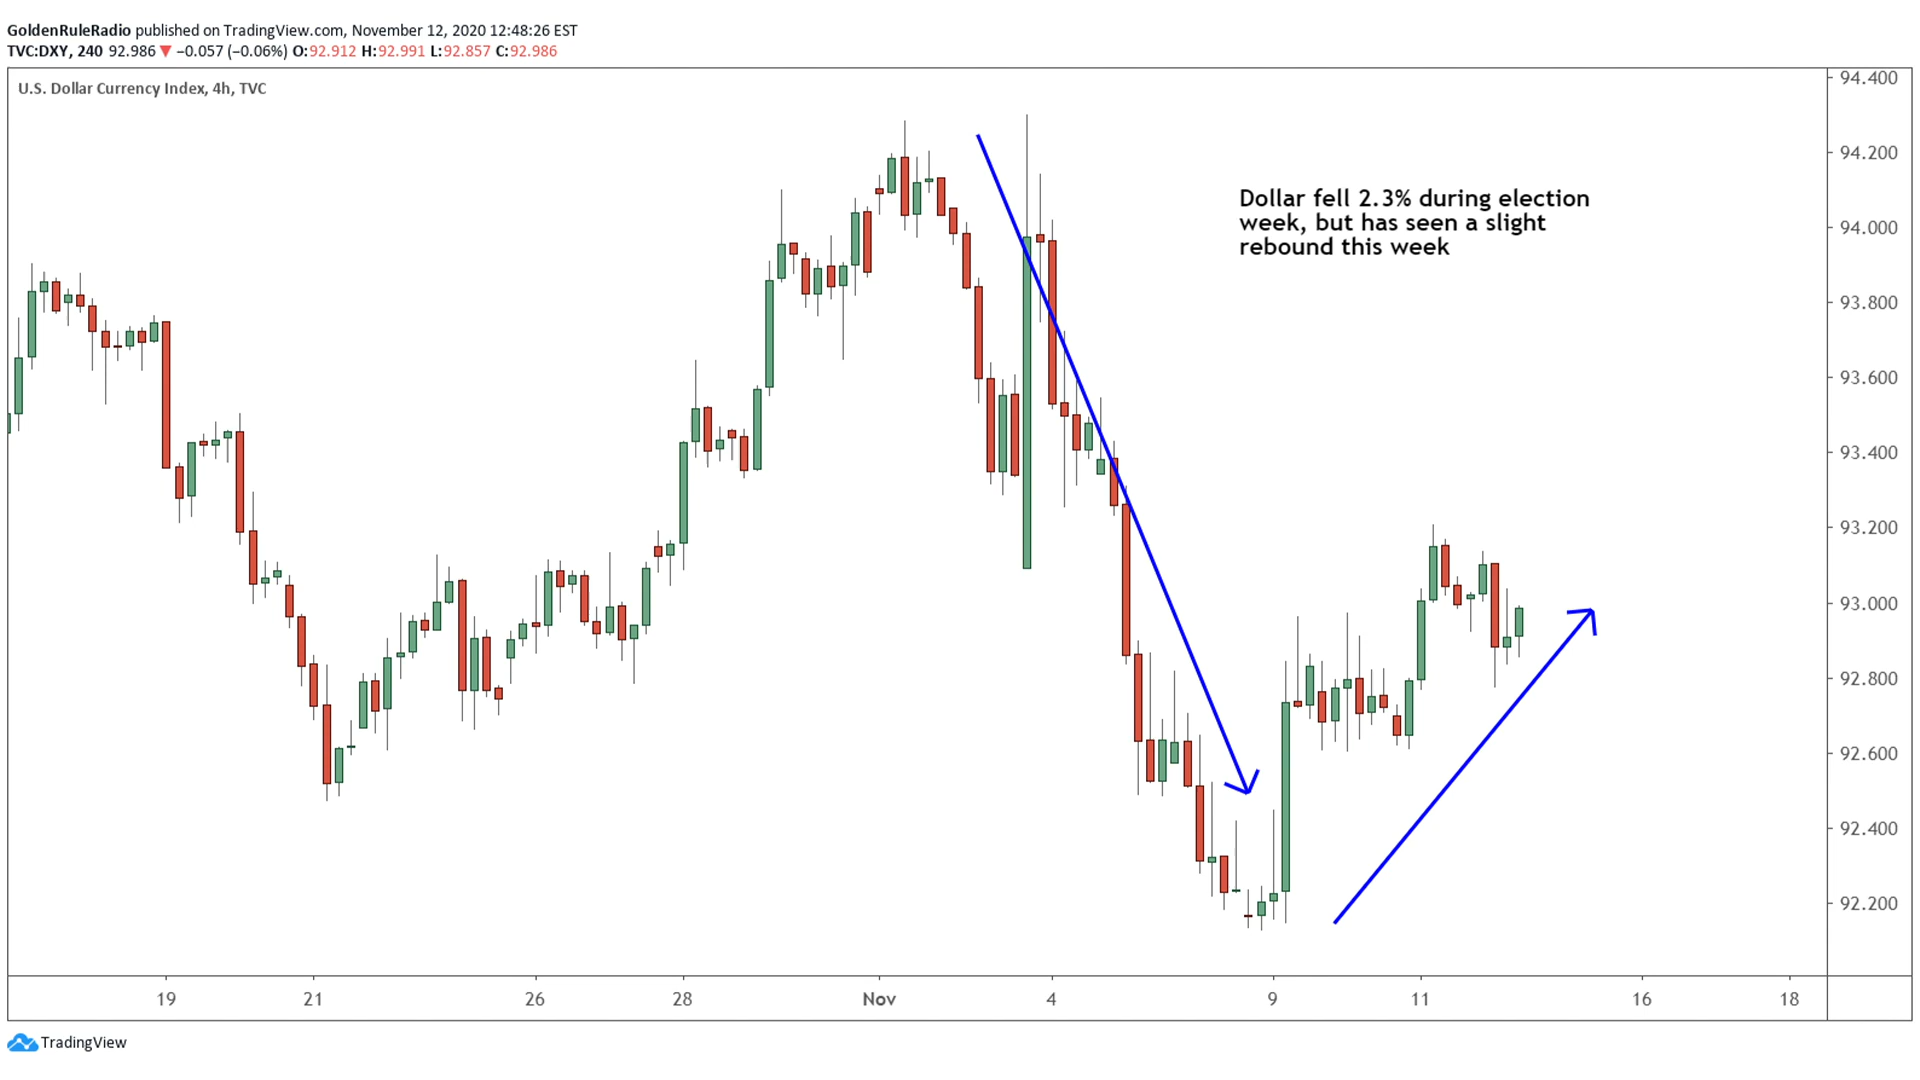 GoldenRuleRadio published on TradingView.com, November 12, 2020 12:48:26 EST
TVC:DXY, 240 92.986 ▼ −0.057 (−0.06%) O:92.912 H:92.991 L:92.857 C:92.986
U.S. Dollar Currency Index, 4h, TVC
94.400
94.200
Dollar fell 2.3% during election
week, but has seen a slight
rebound this week
94.000
93.800
93.600
93.400
93.200
93.000
92.800
92.600
92.400
92.200
19 21 26 28 Nov 4 9 11 16 18
TradingView